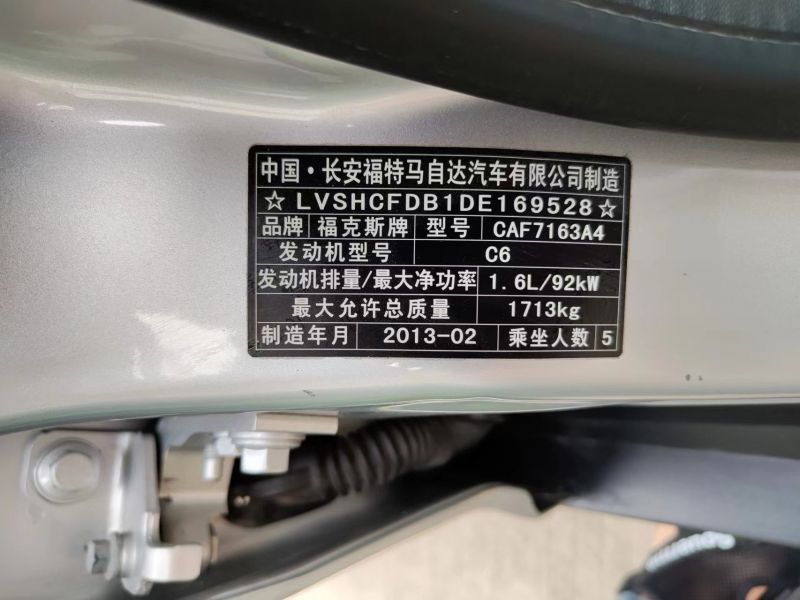 中国·长安福特马自达汽车有限公司制造
☆LVSHCFDB1DE169528☆
品牌 福克斯牌 型号 CAF7163A4
发动机型号 C6
发动机排量/最大净功率 1.6L/92kW
最大允许总质量 1713kg
制造年月 2013-02 乘坐人数 5